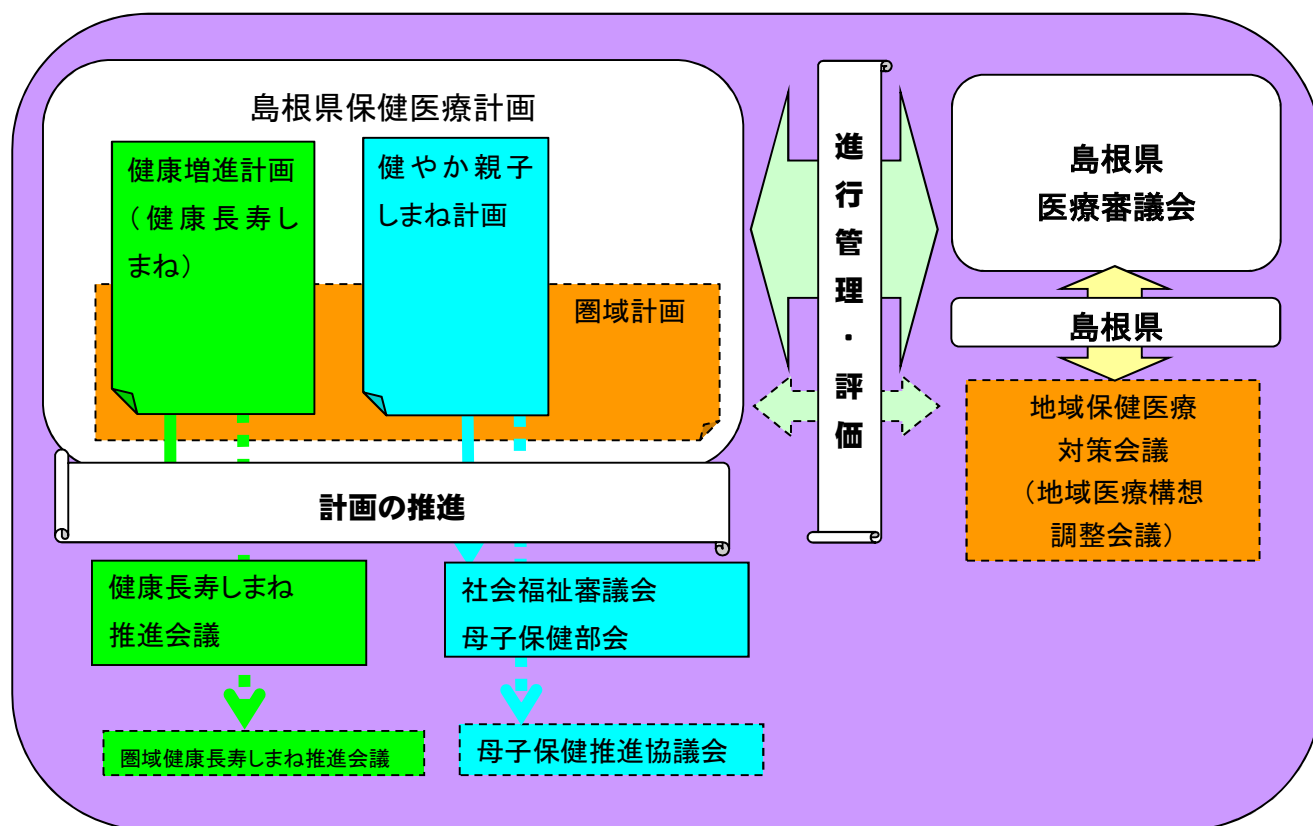 島根県保健医療計画
健康増進計画
（健康長寿し
まね）
健やか親子
しまね計画
圏域計画
計画の推進
健康長寿しまね
推進会議
社会福祉審議会
母子保健部会
圏域健康長寿しまね推進会議
母子保健推進協議会
進行管理・評価
島根県
医療審議会
島根県
地域保健医療
対策会議
（地域医療構想
調整会議）